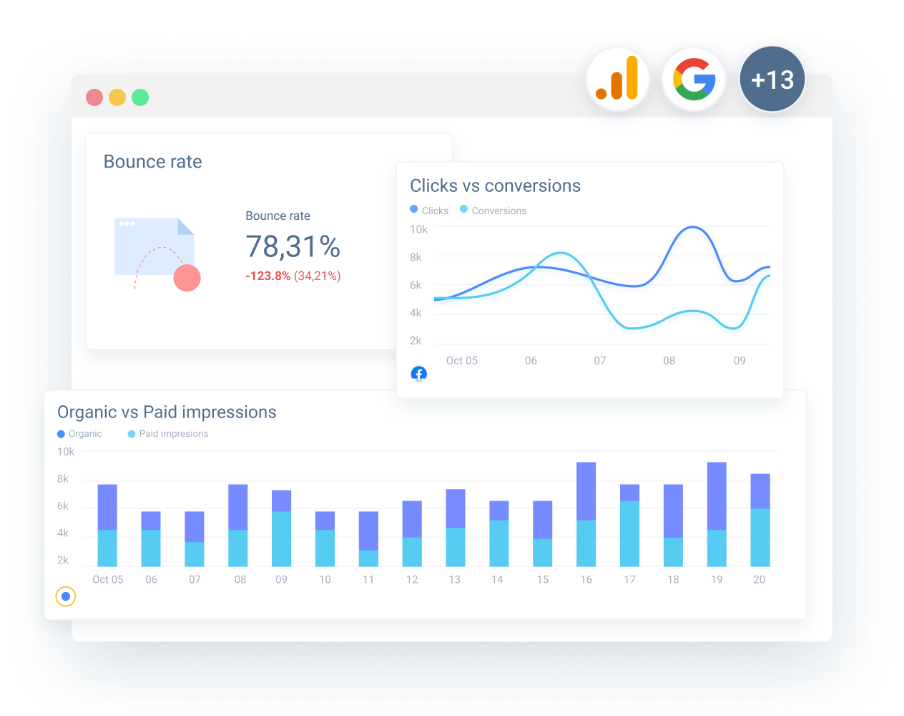 +13
Bounce rate
Bounce rate
78,31%
-123.8% (34,21%)
Clicks vs conversions
Clicks Conversions
10k
8k
6k
4k
2k
Oct 05 06 07 08 09
Organic vs Paid impressions
Organic Paid impresions
10k
8k
6k
4k
2k
Oct 05 06 07 08 09 10 11 12 13 14 15 16 17 18 19 20